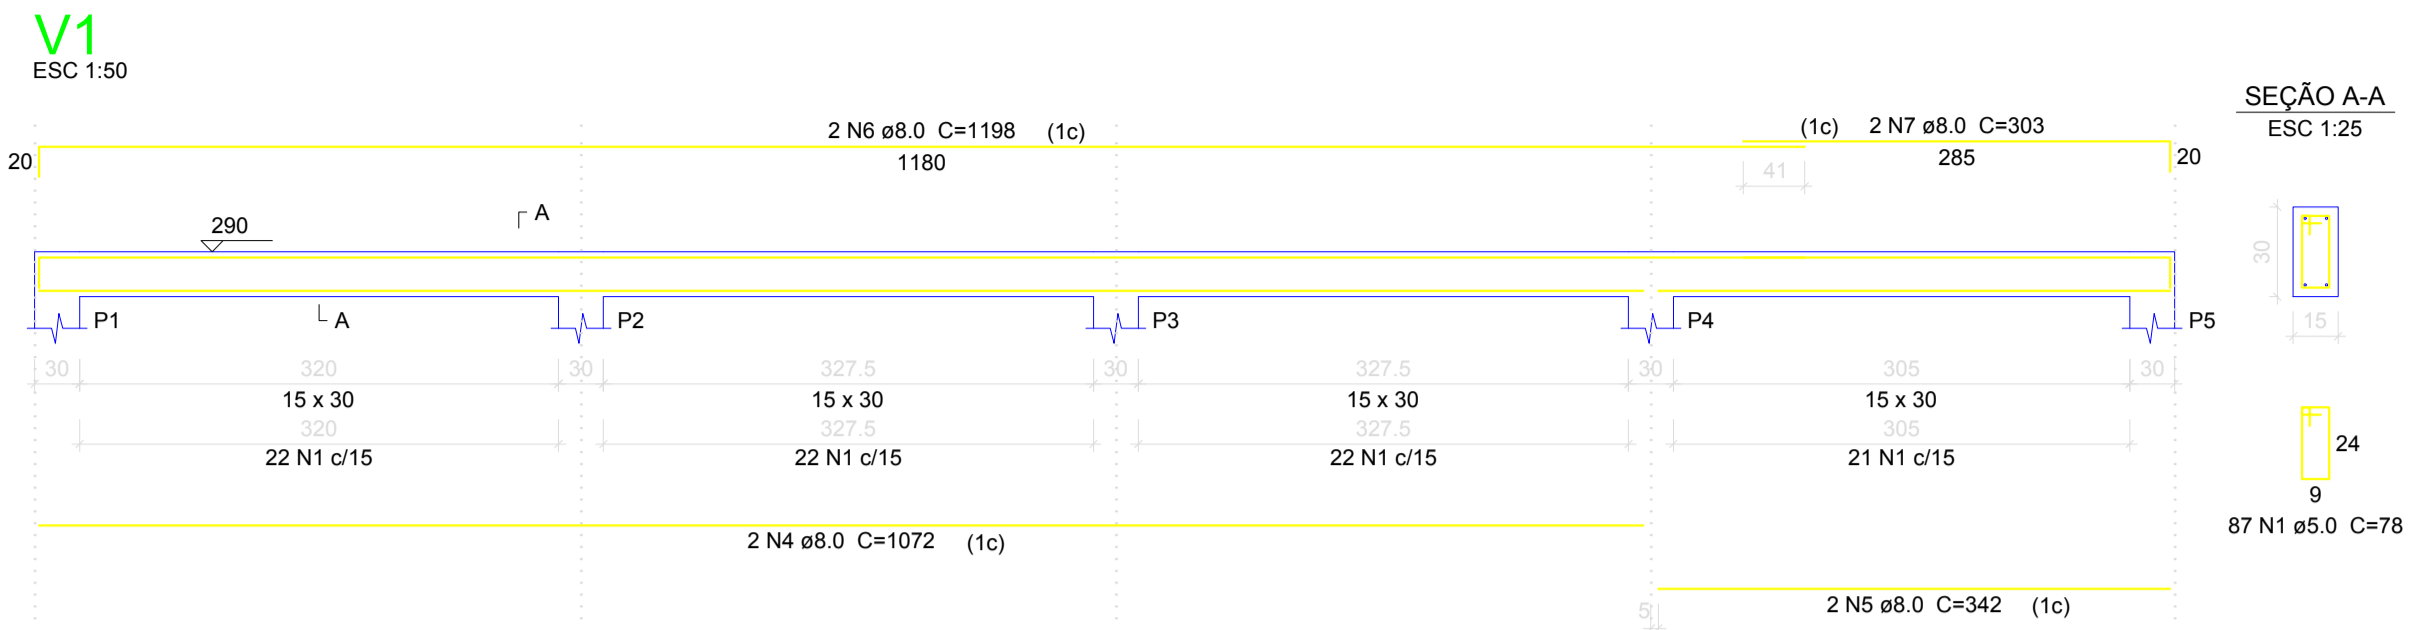 V1
ESC 1:50
SEÇÃO A-A
ESC 1:25
2 N6 ø8.0 C=1198 (1c)
(1c) 2 N7 ø8.0 C=303
20
1180
285
20
41
A
290
30
15
P1
A
P2
P3
P4
P5
30 320 30 327.5 30 327.5 30 305 30
15 x 30 15 x 30 15 x 30 15 x 30
320 327.5 327.5 305
22 N1 c/15 22 N1 c/15 22 N1 c/15 21 N1 c/15
24
9
87 N1 ø5.0 C=78
2 N4 ø8.0 C=1072 (1c)
5
2 N5 ø8.0 C=342 (1c)